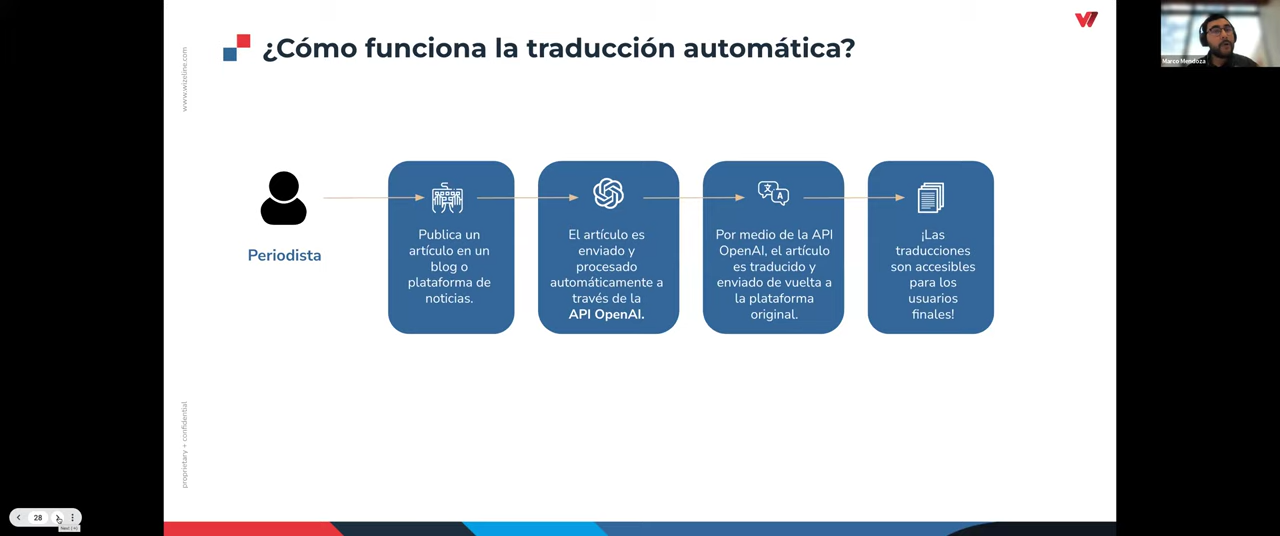 ¿Cómo funciona la traducción automática?
www.wizeline.com
Marco Mendoza
Periodista
Publica un
artículo en un
blog o
plataforma de
noticias.
El artículo es
enviado y
procesado
automáticamente a
través de la
API OpenAI.
Por medio de la API
OpenAI, el artículo
es traducido y
enviado de vuelta a
la plataforma
original.
¡Las
traducciones
son accesibles
para los
usuarios
finales!
28